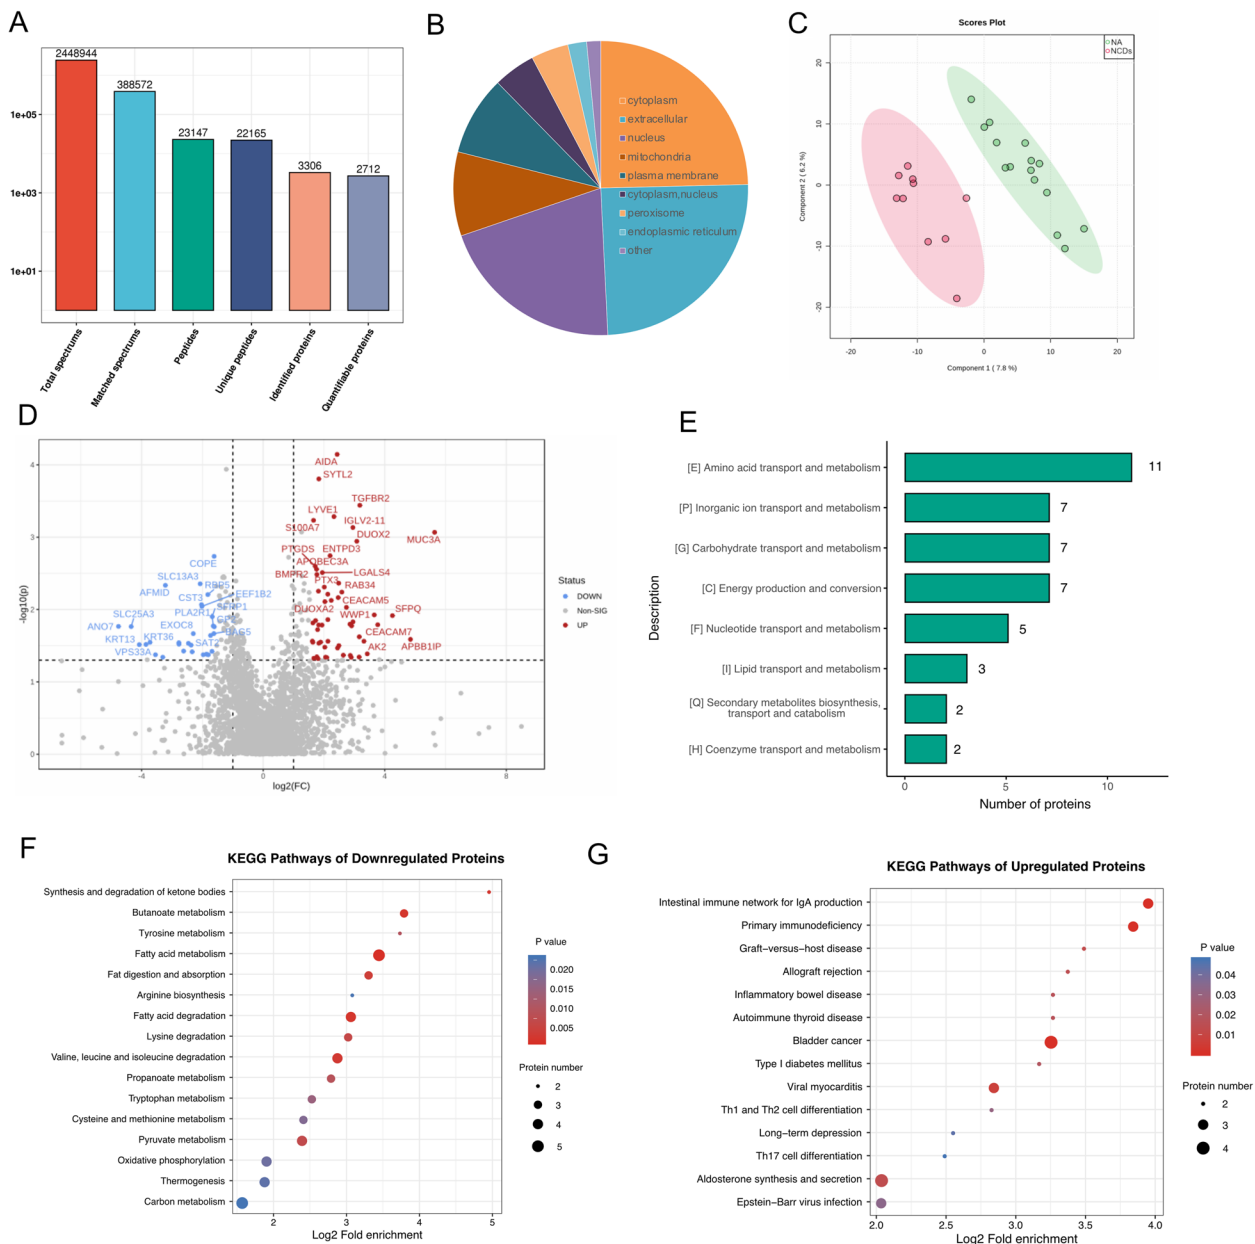 A
2448944
388572
23147
22165
3306
2712
1e+05
1e+03
1e+01
Total spectrums
Matched spectrums
Peptides
Unique peptides
Identified proteins
Quantifiable proteins
B
cytoplasm
extracellular
nucleus
mitochondria
plasma membrane
cytoplasm,nucleus
peroxisome
endoplasmic reticulum
other
C
Scores Plot
NA
NCDs
Component 2 ( 6.2 %)
20
10
0
-10
-20
-20
-10
0
10
20
Component 1 ( 7.8 %)
D
-log10(p)
4
3
2
1
0
AIDA
SYTL2
TGFBR2
LYVE1
IGLV2-11
S100A7
DUOX2
MUC3A
PTGDS
ENTPD3
APOBEC3A
BMPR2
LGALS4
PTX3
RAB34
CEACAM5
DUOXA2
WWP1
SFPQ
CEACAM7
AK2
APBB1IP
COPE
SLC13A3
AFMID
RBP5
CST3
EEF1B2
PLA2R1
SFRP1
SLC25A3
ANO7
EXOC8
BAG5
KRT13
KRT36
SAT2
VPS33A
-4
0
4
8
log2(FC)
Status
DOWN
Non-SIG
UP
E
Description
[E] Amino acid transport and metabolism
11
[P] Inorganic ion transport and metabolism
7
[G] Carbohydrate transport and metabolism
7
[C] Energy production and conversion
7
[F] Nucleotide transport and metabolism
5
[I] Lipid transport and metabolism
3
[Q] Secondary metabolites biosynthesis,
transport and catabolism
2
[H] Coenzyme transport and metabolism
2
0
5
10
Number of proteins
F
KEGG Pathways of Downregulated Proteins
Synthesis and degradation of ketone bodies
Butanoate metabolism
Tyrosine metabolism
Fatty acid metabolism
Fat digestion and absorption
Arginine biosynthesis
Fatty acid degradation
Lysine degradation
Valine, leucine and isoleucine degradation
Propanoate metabolism
Tryptophan metabolism
Cysteine and methionine metabolism
Pyruvate metabolism
Oxidative phosphorylation
Thermogenesis
Carbon metabolism
2
3
4
5
Log2 Fold enrichment
P value
0.020
0.015
0.010
0.005
Protein number
2
3
4
5
G
KEGG Pathways of Upregulated Proteins
Intestinal immune network for IgA production
Primary immunodeficiency
Graft−versus−host disease
Allograft rejection
Inflammatory bowel disease
Autoimmune thyroid disease
Bladder cancer
Type I diabetes mellitus
Viral myocarditis
Th1 and Th2 cell differentiation
Long−term depression
Th17 cell differentiation
Aldosterone synthesis and secretion
Epstein−Barr virus infection
2.0
2.5
3.0
3.5
4.0
Log2 Fold enrichment
P value
0.04
0.03
0.02
0.01
Protein number
2
3
4